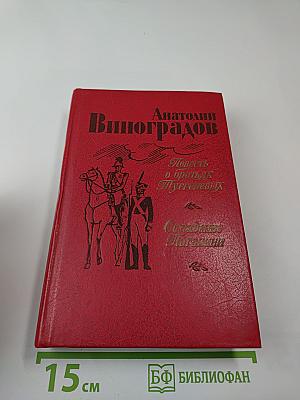 Анатолий
Виноградов
Повесть
о братьях
Тургеневых
Осуждение
Паганини
15 см
БФ БИБЛИОФАН